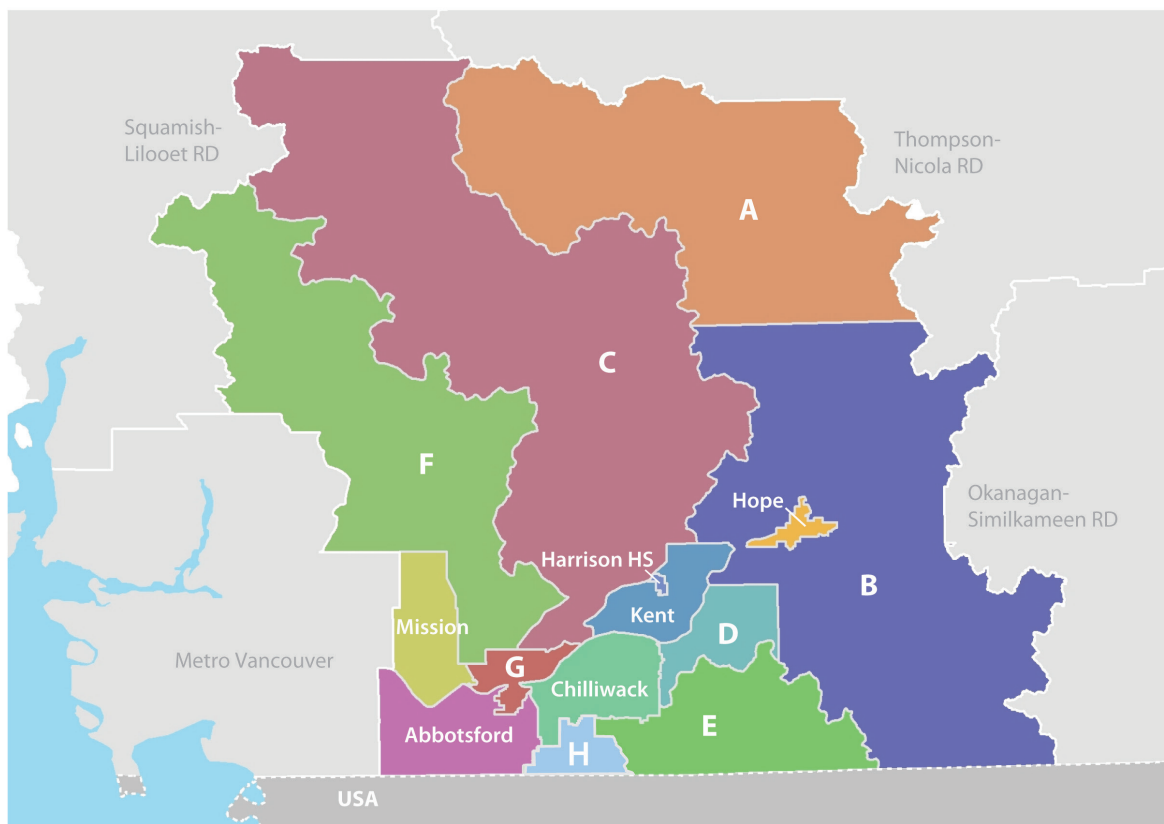 Squamish-
Lilooet RD
Thompson-
Nicola RD
A
C
F
Okanagan-
Similkameen RD
Hope
Harrison HS
B
Kent
Mission
D
Metro Vancouver
G
Chilliwack
Abbotsford
E
H
USA